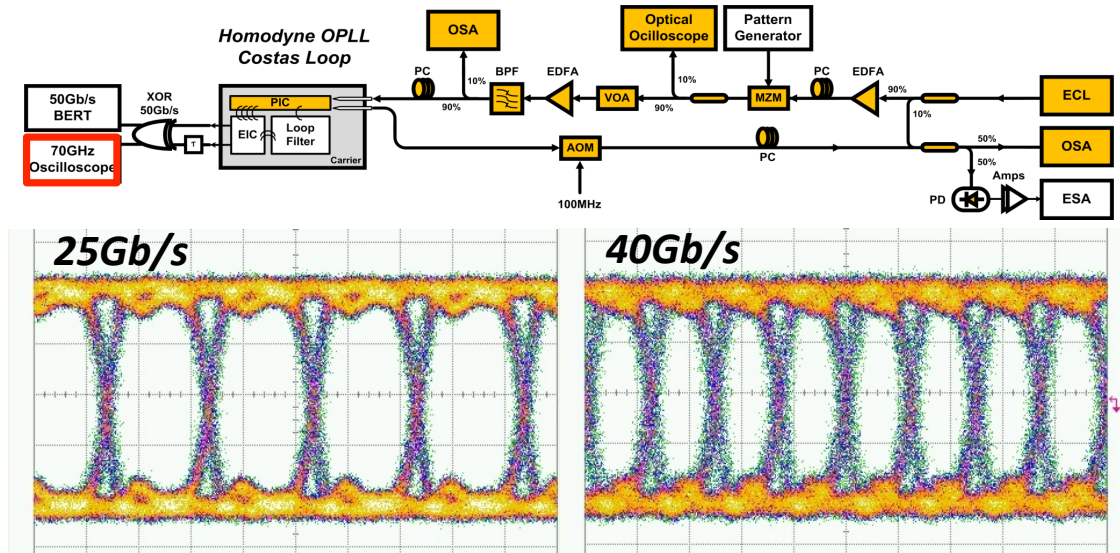 Homodyne OPLL
Costas Loop
OSA
Optical
Ocilloscope
Pattern
Generator
PC
BPF
EDFA
10%
90%
VOA
10%
90%
MZM
PC
EDFA
90%
10%
ECL
50Gb/s
BERT
XOR
50Gb/s
τ
70GHz
Oscilloscope
PIC
EIC
Loop
Filter
Carrier
AOM
100MHz
PC
50%
50%
OSA
PD
Amps
ESA
25Gb/s
40Gb/s